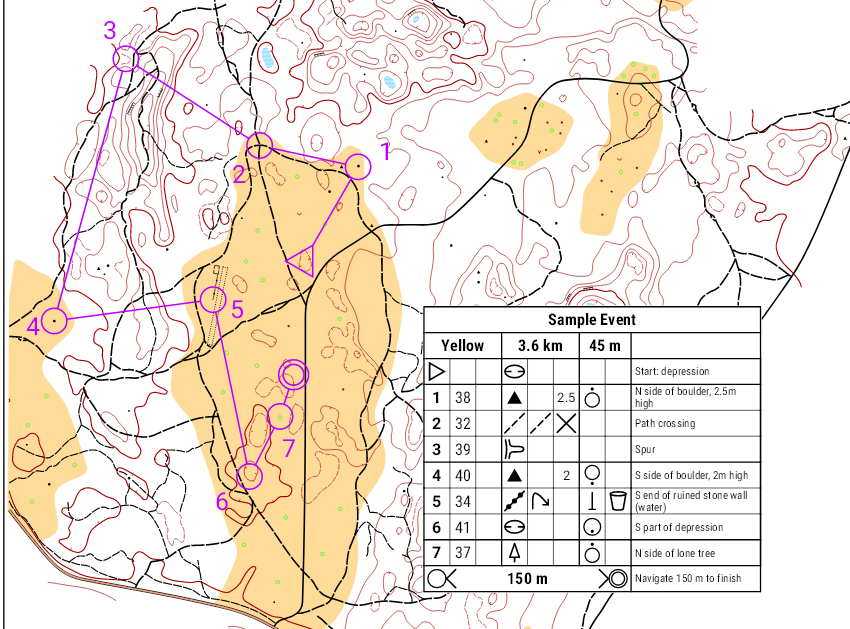 3
1
2
4
5
7
6
Sample Event
Yellow 3.6 km 45 m
Start: depression
1 38 2.5 N side of boulder, 2.5m
high
2 32 Path crossing
3 39 Spur
4 40 2 S side of boulder, 2m high
5 34 S end of ruined stone wall
(water)
6 41 S part of depression
7 37 N side of lone tree
150 m Navigate 150 m to finish